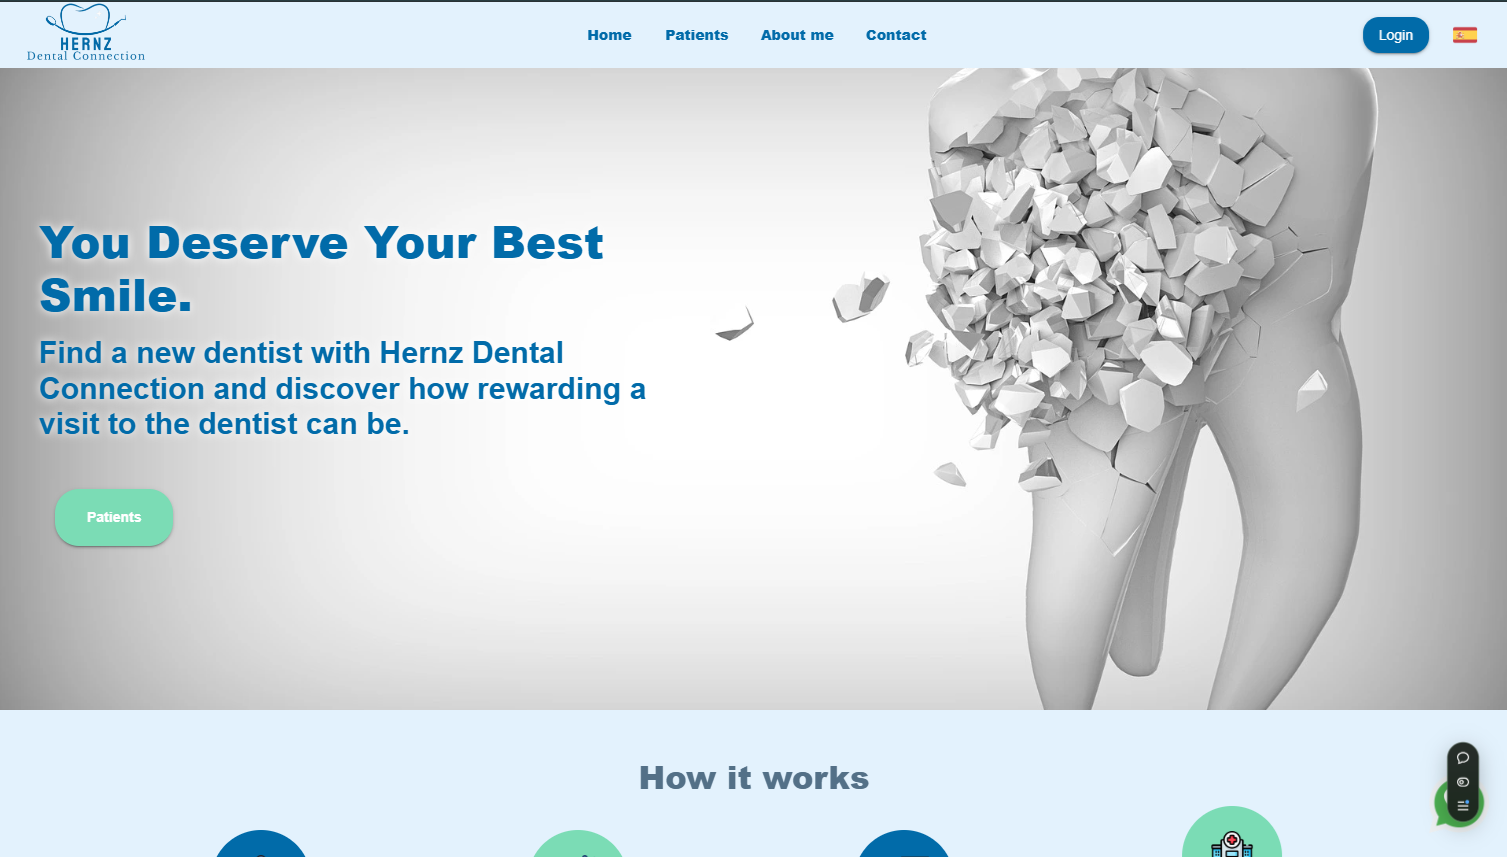 HERNZ
Dental Connection
Home
Patients
About me
Contact
Login
You Deserve Your Best
Smile.
Find a new dentist with Hernz Dental
Connection and discover how rewarding a
visit to the dentist can be.
Patients
How it works